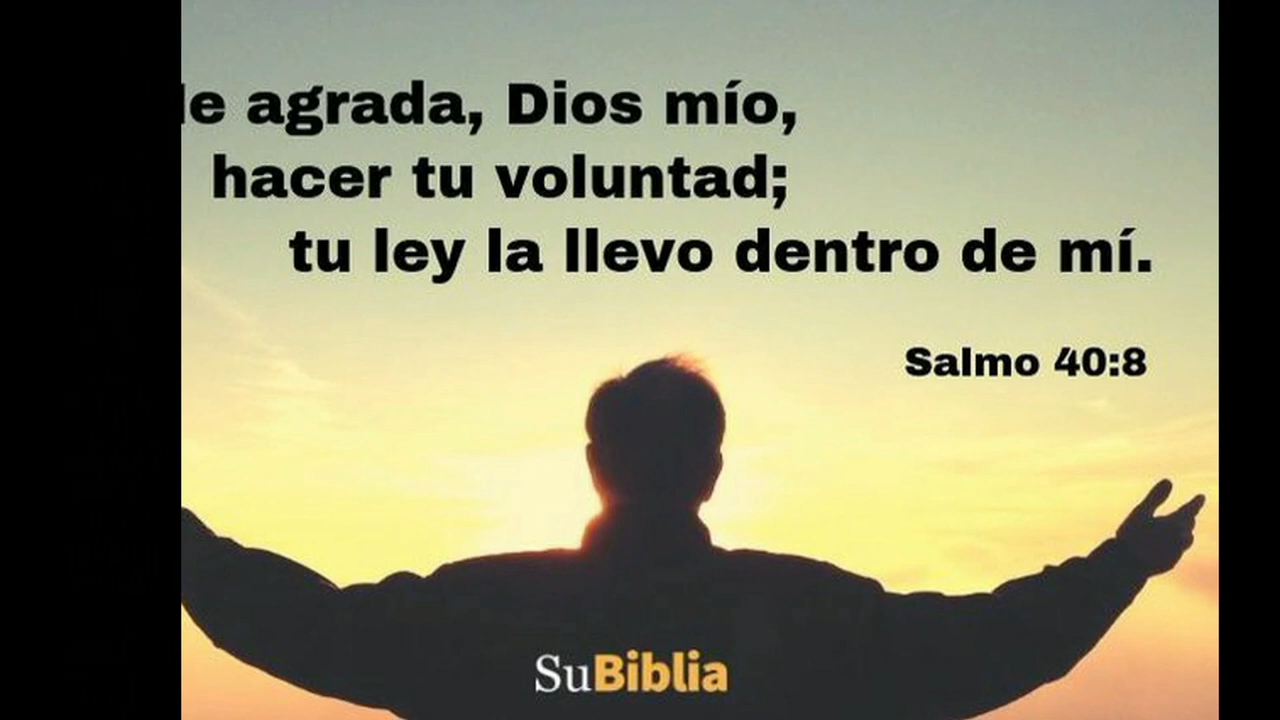 le agrada, Dios mío,
hacer tu voluntad;
tu ley la llevo dentro de mí.
Salmo 40:8
SuBiblia